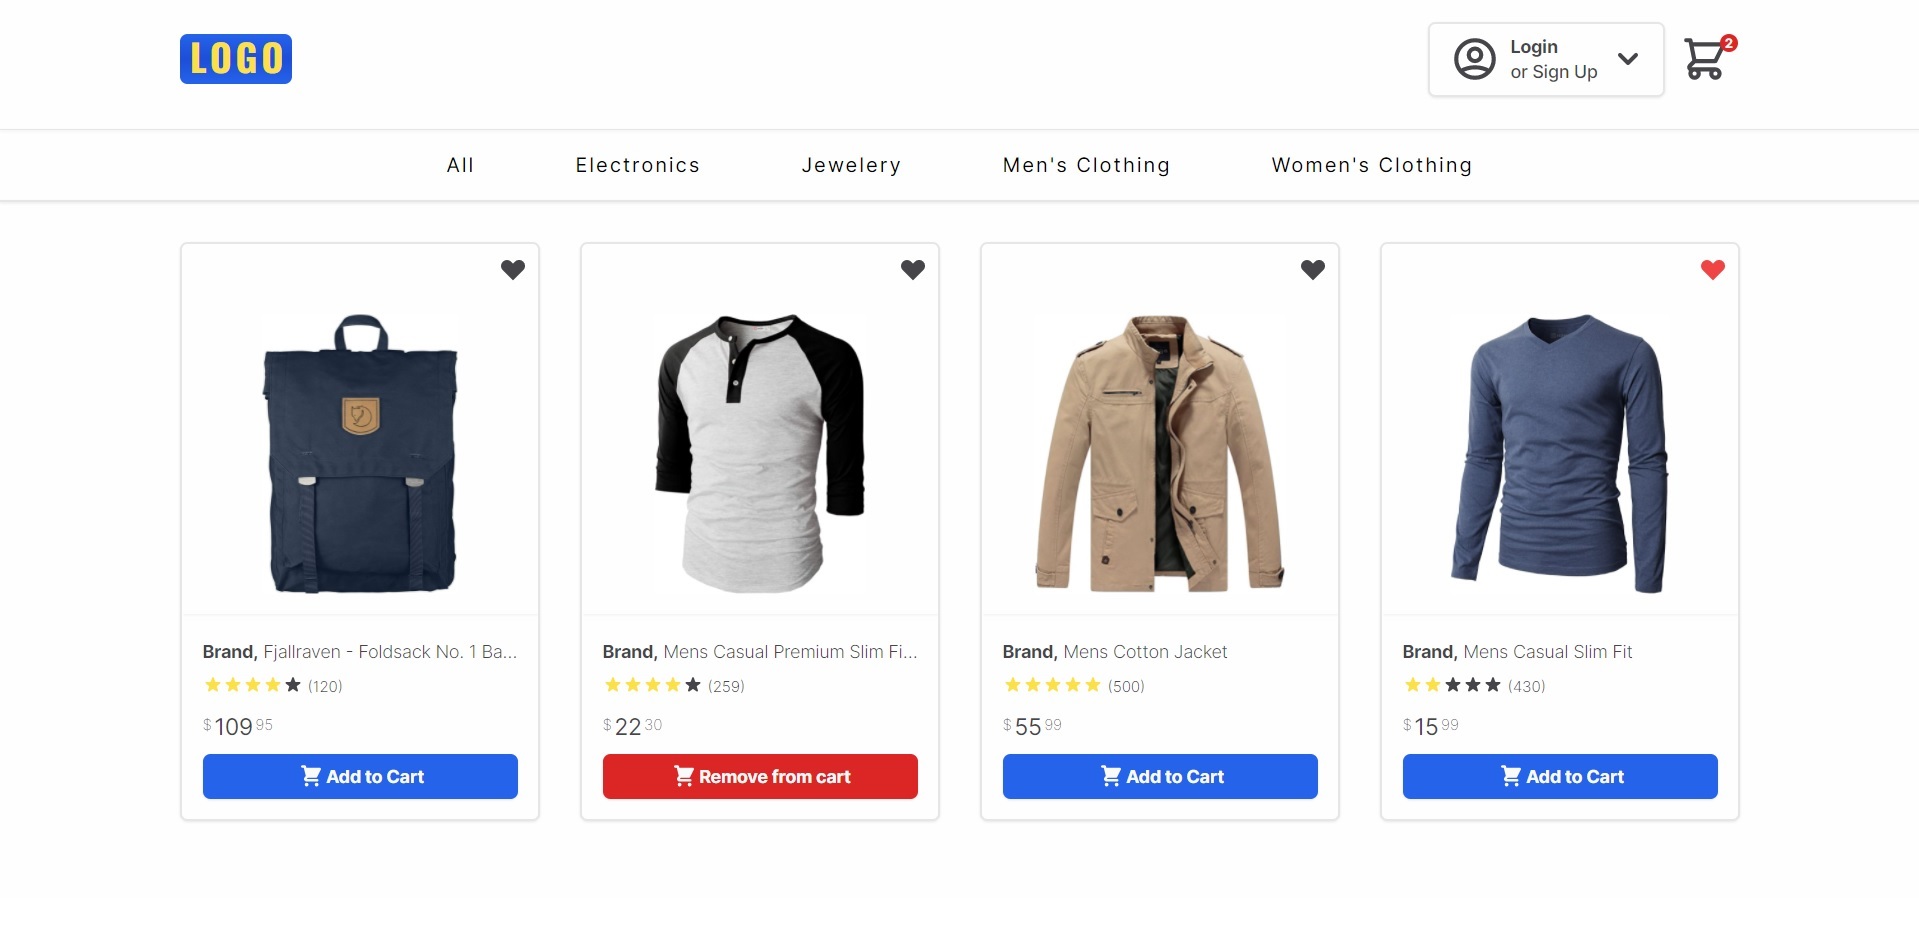 LOGO
Login
or Sign Up
2
All Electronics Jewelery Men's Clothing Women's Clothing
Brand, Fjallraven - Foldsack No. 1 Ba...
(120)
$109 95
Add to Cart
Brand, Mens Casual Premium Slim Fi...
(259)
$22 30
Remove from cart
Brand, Mens Cotton Jacket
(500)
$55 99
Add to Cart
Brand, Mens Casual Slim Fit
(430)
$15 99
Add to Cart